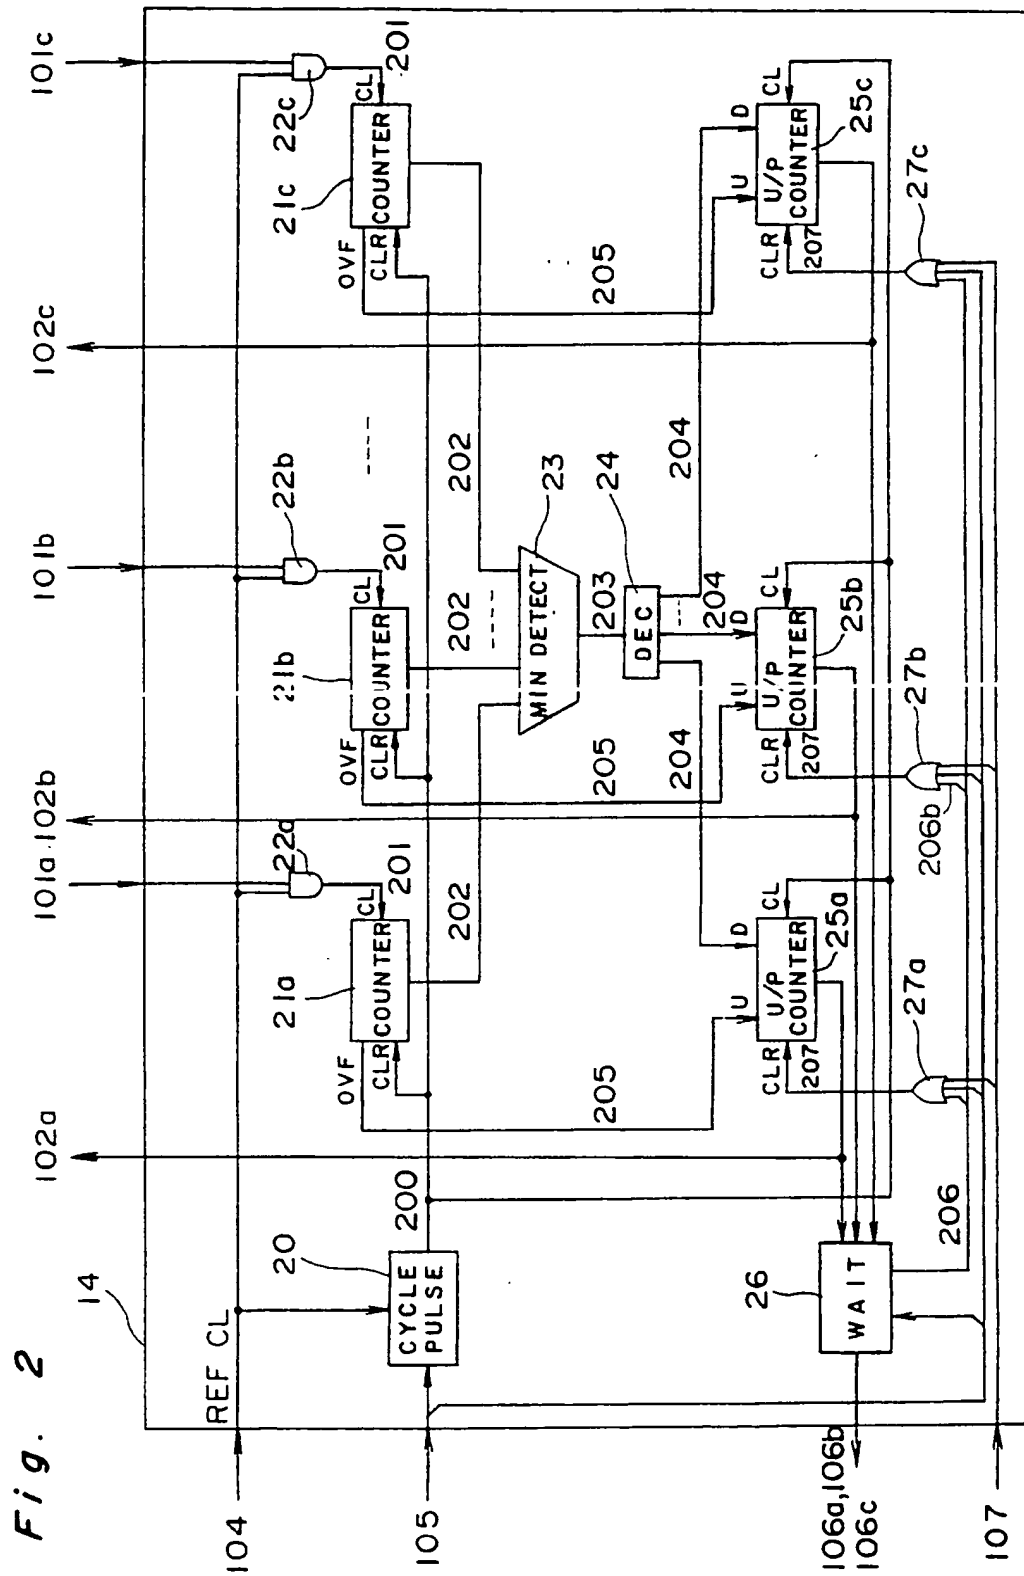 Fig. 2
14
101a
101b
101c
102a
102b
102c
104
REF CL
105
107
106a,106b
106c
20
CYCLE
PULSE
200
22a
22b
22c
CL
CL
CL
201
201
201
21a
21b
21c
COUNTER
COUNTER
COUNTER
OVF
OVF
OVF
CLR
CLR
CLR
202
202
202
23
MIN DETECT
203
24
DEC
204
204
204
205
205
205
U
D
U
D
U
D
CL
CL
CL
U/P
COUNTER
U/P
COUNTER
U/P
COUNTER
25a
25b
25c
CLR
CLR
CLR
207
207
207
27a
27b
27c
26
WAIT
206
206b